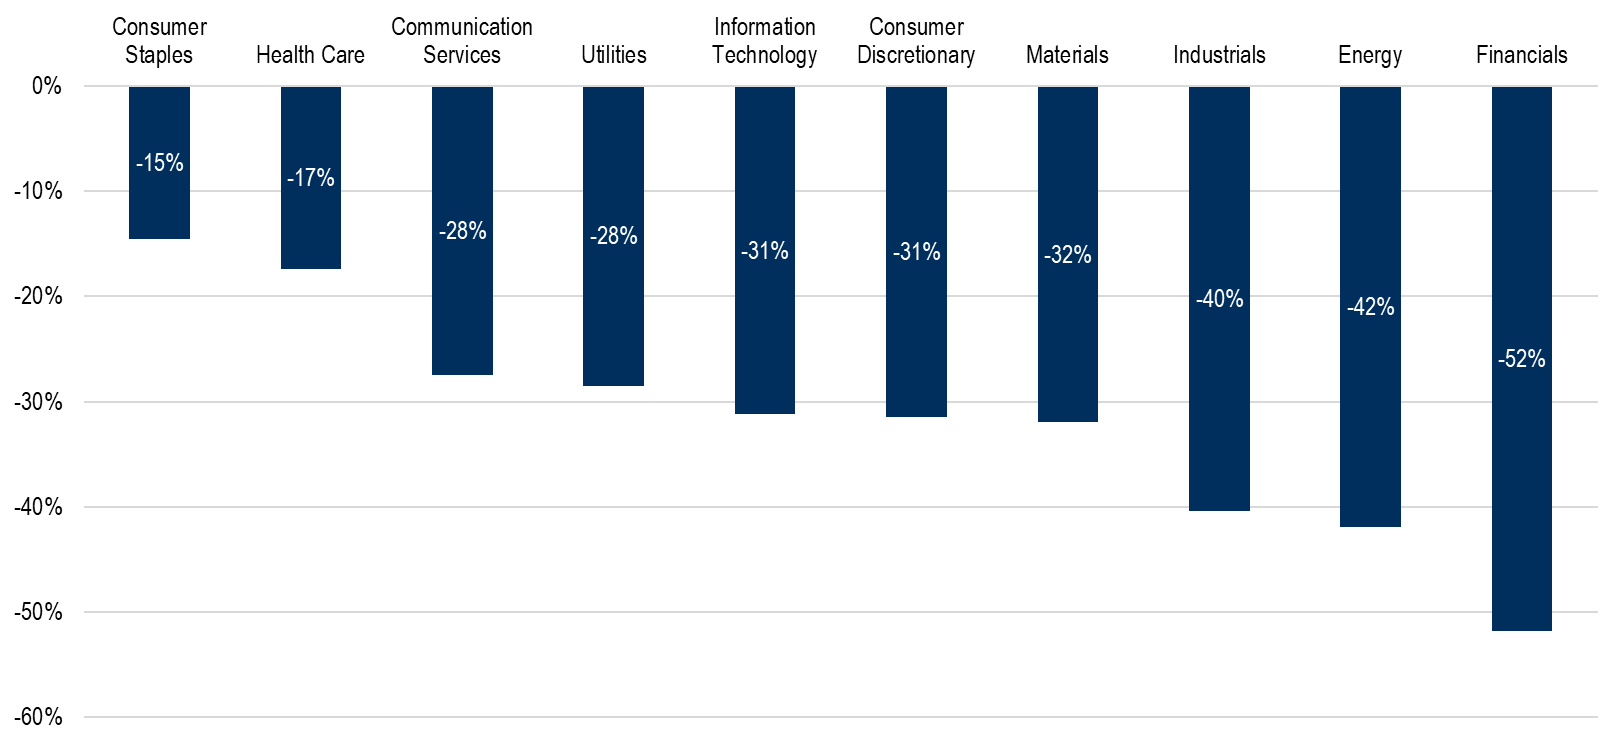 Consumer
Staples
Health Care
Communication
Services
Utilities
Information
Technology
Consumer
Discretionary
Materials
Industrials
Energy
Financials
0%
-10%
-20%
-30%
-40%
-50%
-60%
-15%
-17%
-28%
-28%
-31%
-31%
-32%
-40%
-42%
-52%